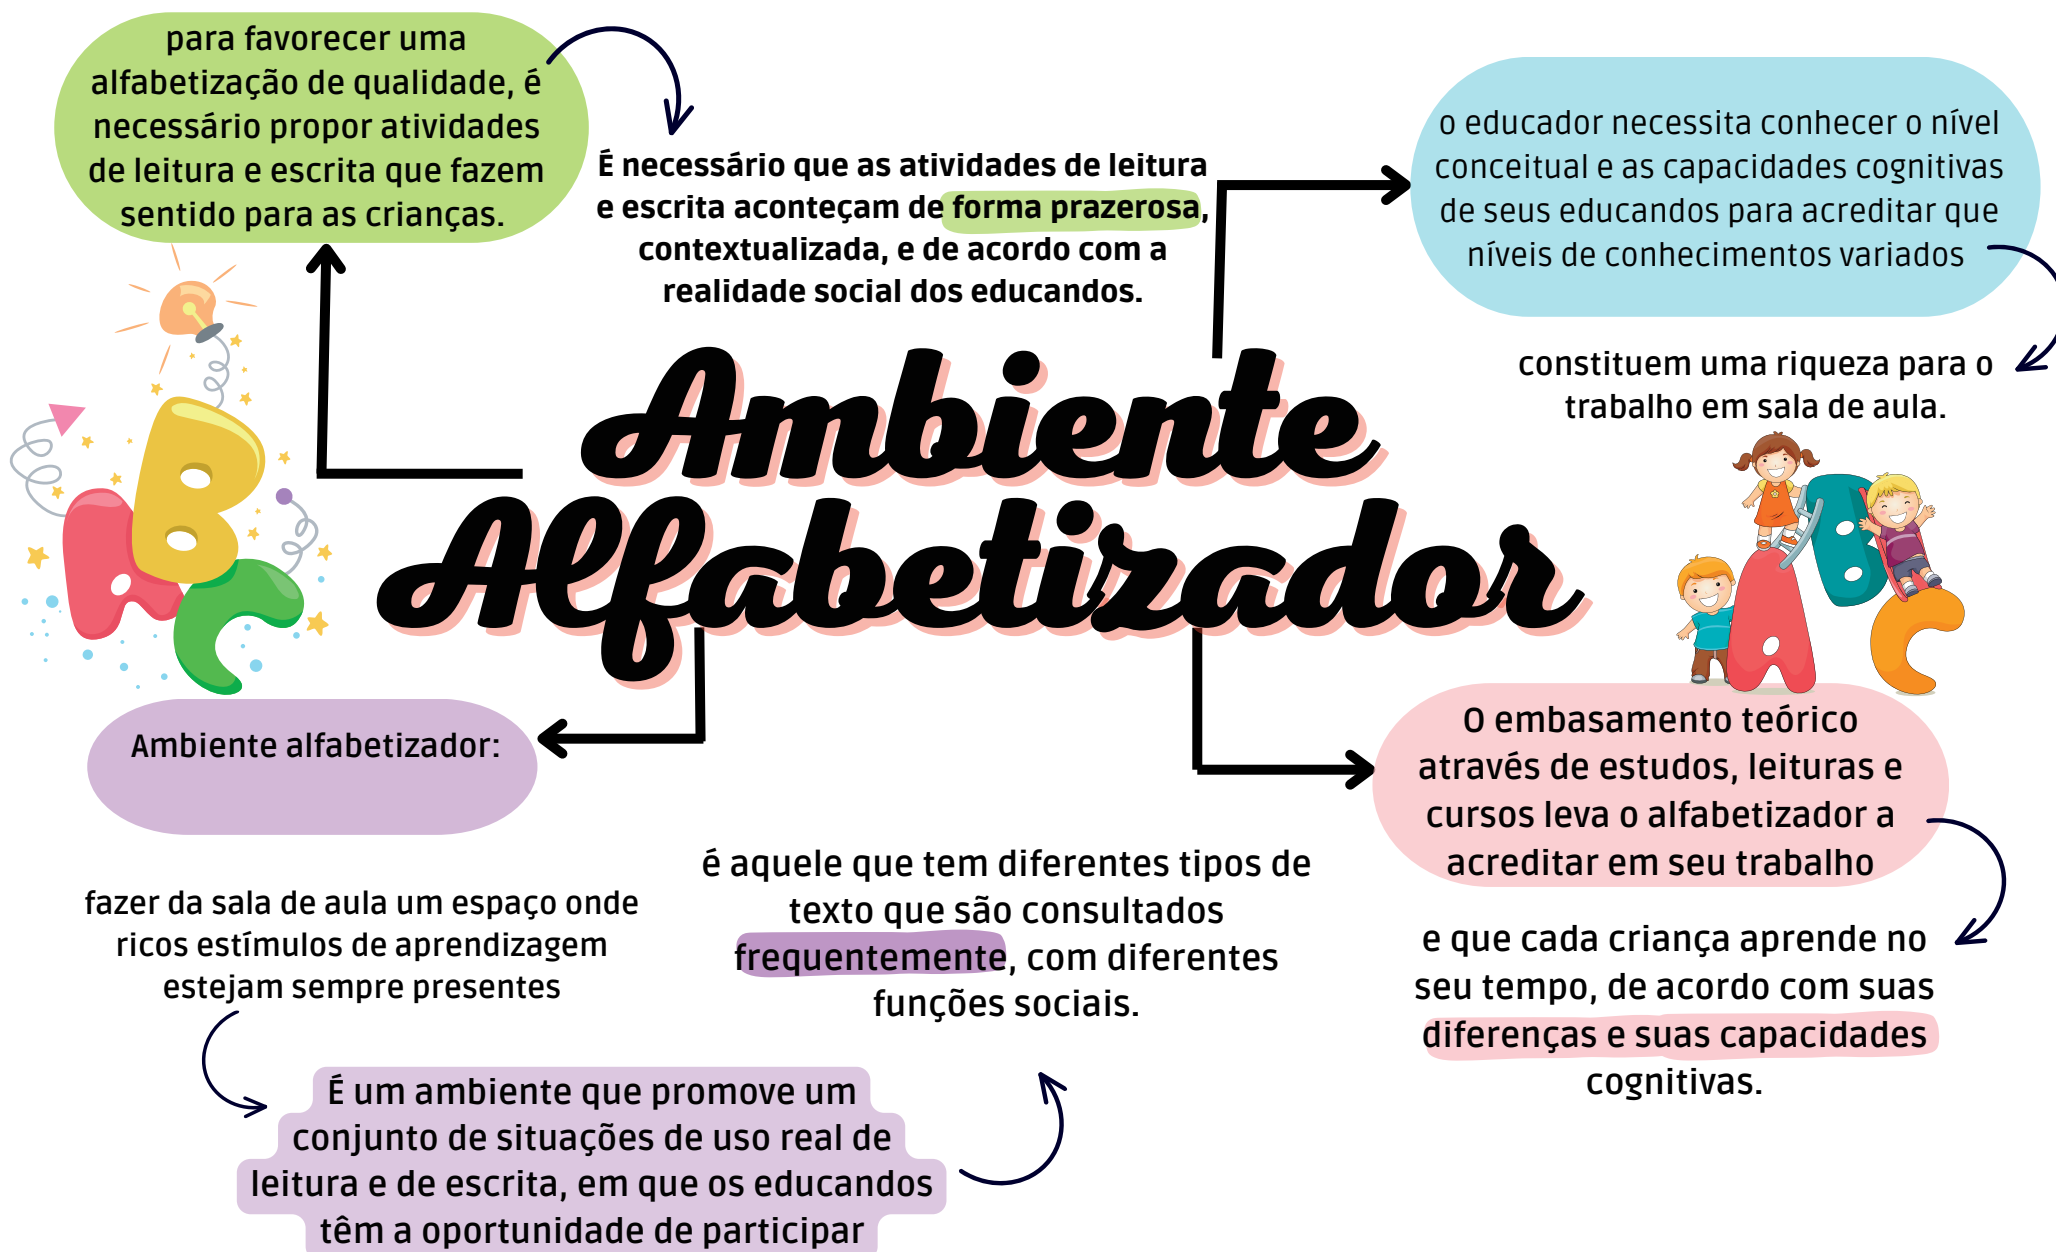 para favorecer uma
alfabetização de qualidade, é
necessário propor atividades
de leitura e escrita que fazem
sentido para as crianças.
É necessário que as atividades de leitura
e escrita aconteçam de forma prazerosa,
contextualizada, e de acordo com a
realidade social dos educandos.
o educador necessita conhecer o nível
conceitual e as capacidades cognitivas
de seus educandos para acreditar que
níveis de conhecimentos variados
constituem uma riqueza para o
trabalho em sala de aula.
Ambiente
Alfabetizador
ABC
ABC
Ambiente alfabetizador:
fazer da sala de aula um espaço onde
ricos estímulos de aprendizagem
estejam sempre presentes
É um ambiente que promove um
conjunto de situações de uso real de
leitura e de escrita, em que os educandos
têm a oportunidade de participar
é aquele que tem diferentes tipos de
texto que são consultados
frequentemente, com diferentes
funções sociais.
O embasamento teórico
através de estudos, leituras e
cursos leva o alfabetizador a
acreditar em seu trabalho
e que cada criança aprende no
seu tempo, de acordo com suas
diferenças e suas capacidades
cognitivas.